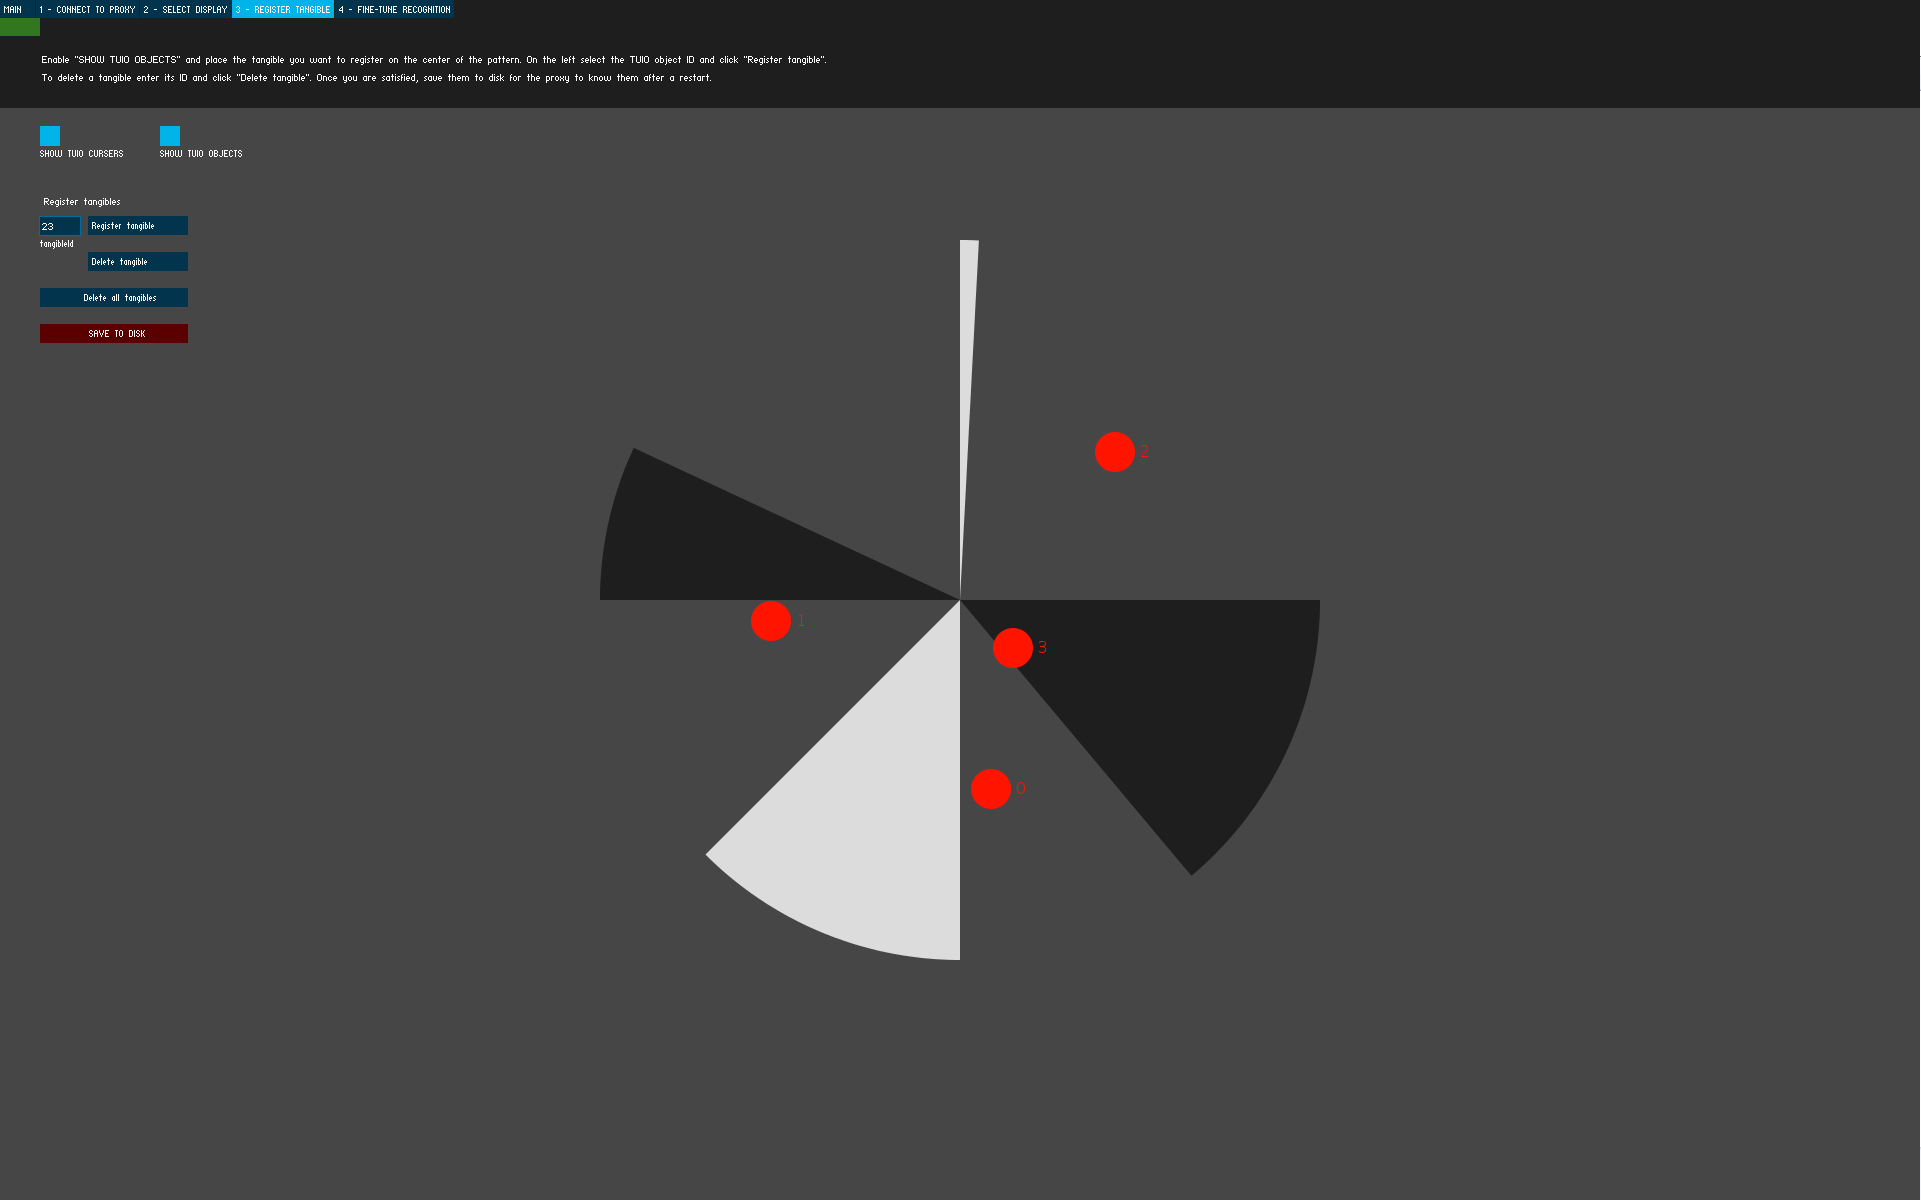 MAIN 1 - CONNECT TO PROXY 2 - SELECT DISPLAY 3 - REGISTER TANGIBLE 4 - FINE-TUNE RECOGNITION
Enable "SHOW TUIO OBJECTS" and place the tangible you want to register on the center of the pattern. On the left select the TUIO object ID and click "Register tangible".
To delete a tangible enter its ID and click "Delete tangible". Once you are satisfied, save them to disk for the proxy to know them after a restart.
SHOW TUIO CURSERS SHOW TUIO OBJECTS
Register tangibles
23 Register tangible
tangibleId
Delete tangible
Delete all tangibles
SAVE TO DISK
2
1
3
0